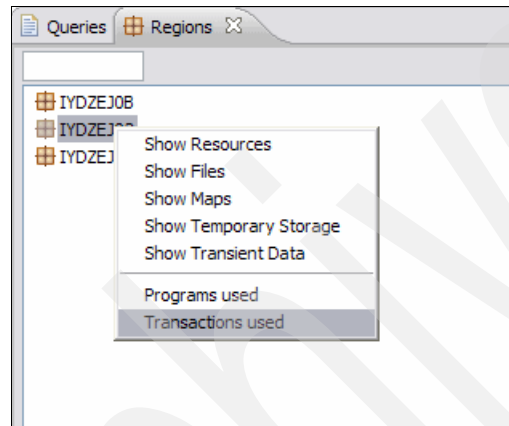 Queries Regions
IYDZEJ0B
Show Resources
IYDZEJ
Show Files
Show Maps
Show Temporary Storage
Show Transient Data
Programs used
Transactions used